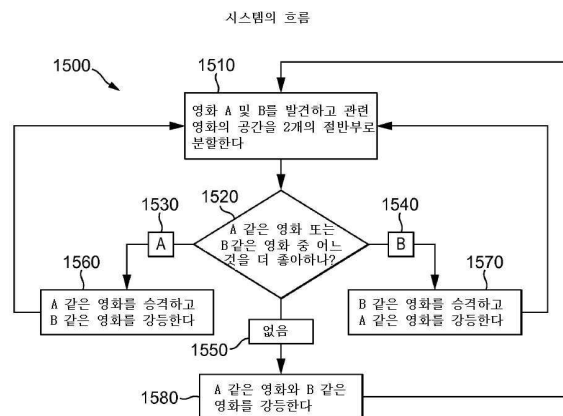 시스템의 흐름
1500
1510
영화 A 및 B를 발견하고 관련
영화의 공간을 2개의 절반부로
분할한다
1520
A 같은 영화 또는
B같은 영화 중 어느
것을 더 좋아하나?
1530
A
1540
B
1560
A 같은 영화를 승격하고
B 같은 영화를 강등한다
1570
B 같은 영화를 승격하고
A 같은 영화를 강등한다
없음
1550
1580
A 같은 영화와 B 같은
영화를 강등한다